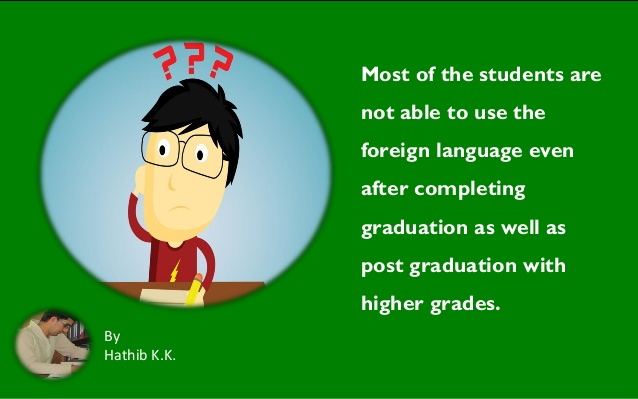 ???
Most of the students are
not able to use the
foreign language even
after completing
graduation as well as
post graduation with
higher grades.
By
Hathib K.K.